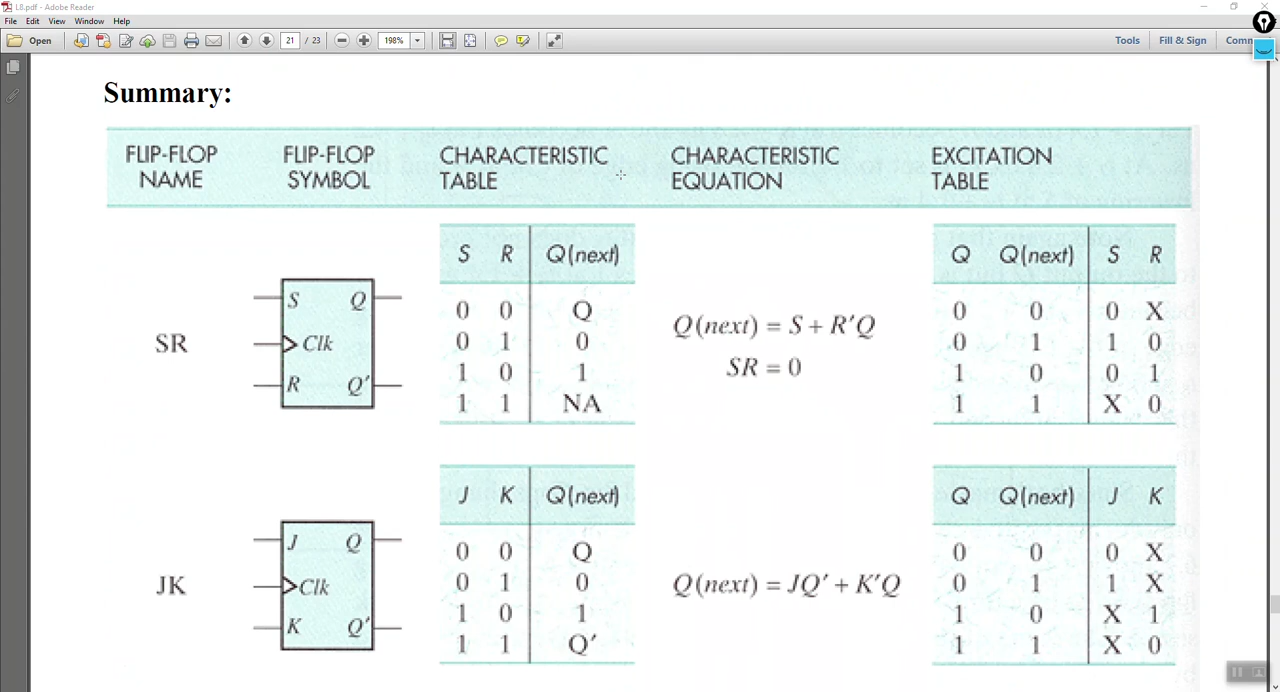 L8.pdf - Adobe Reader
File Edit View Window Help
Open 21 / 23 198% Tools Fill & Sign
Summary:
FLIP-FLOP NAME FLIP-FLOP SYMBOL CHARACTERISTIC TABLE CHARACTERISTIC EQUATION EXCITATION TABLE
SR
S Q
Clk
R Q'
S R Q(next)
0 0 Q
0 1 0
1 0 1
1 1 NA
Q(next) = S + R'Q
SR = 0
Q Q(next) S R
0 0 0 X
0 1 1 0
1 0 0 1
1 1 X 0
JK
J Q
Clk
K Q'
J K Q(next)
0 0 Q
0 1 0
1 0 1
1 1 Q'
Q(next) = JQ' + K'Q
Q Q(next) J K
0 0 0 X
0 1 1 X
1 0 X 1
1 1 X 0